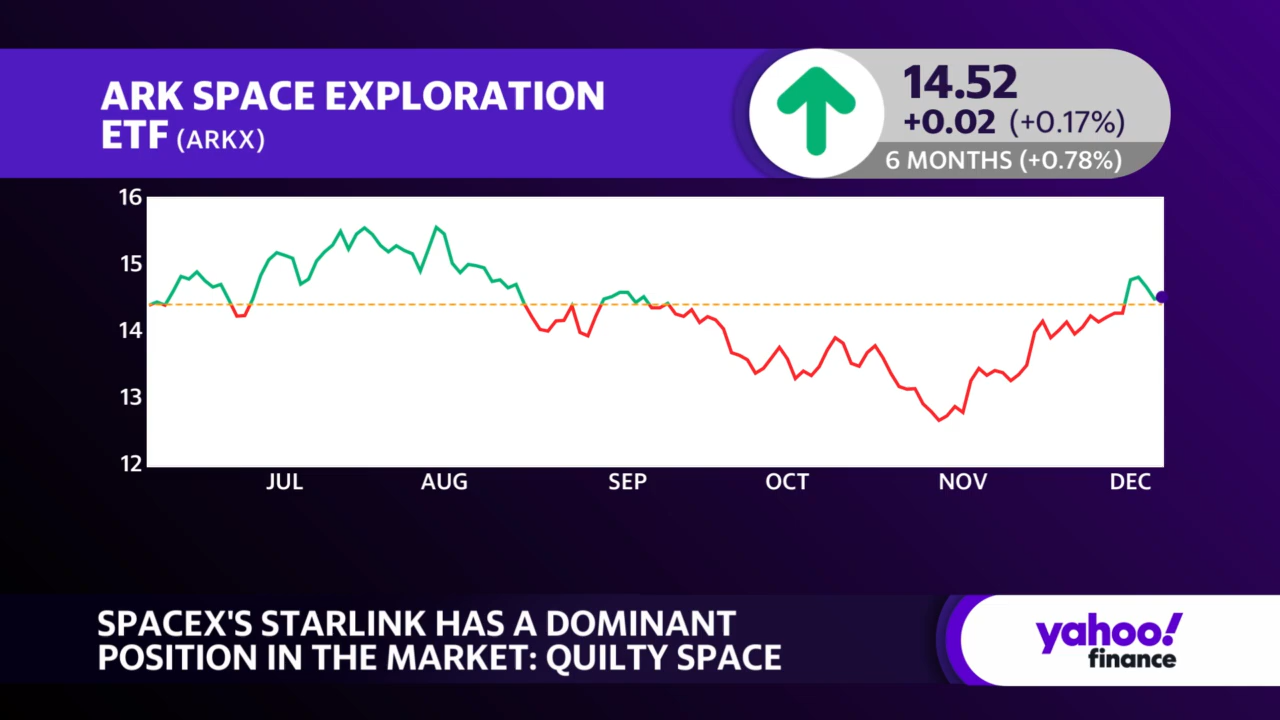 ARK SPACE EXPLORATION
ETF (ARKX)
14.52
+0.02 (+0.17%)
6 MONTHS (+0.78%)
16
15
14
13
12
JUL AUG SEP OCT NOV DEC
SPACEX'S STARLINK HAS A DOMINANT
POSITION IN THE MARKET: QUILTY SPACE
yahoo!
finance